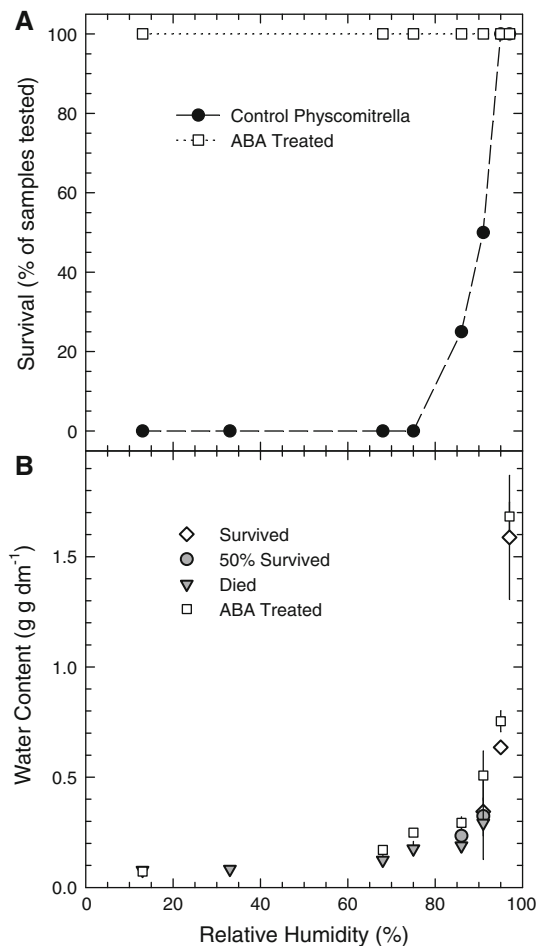 A
100
80
60
40
20
0
Survival (% of samples tested)
Control Physcomitrella
ABA Treated
B
1.5
1.0
0.5
0.0
Water Content (g g dm⁻¹)
Survived
50% Survived
Died
ABA Treated
0 20 40 60 80 100
Relative Humidity (%)